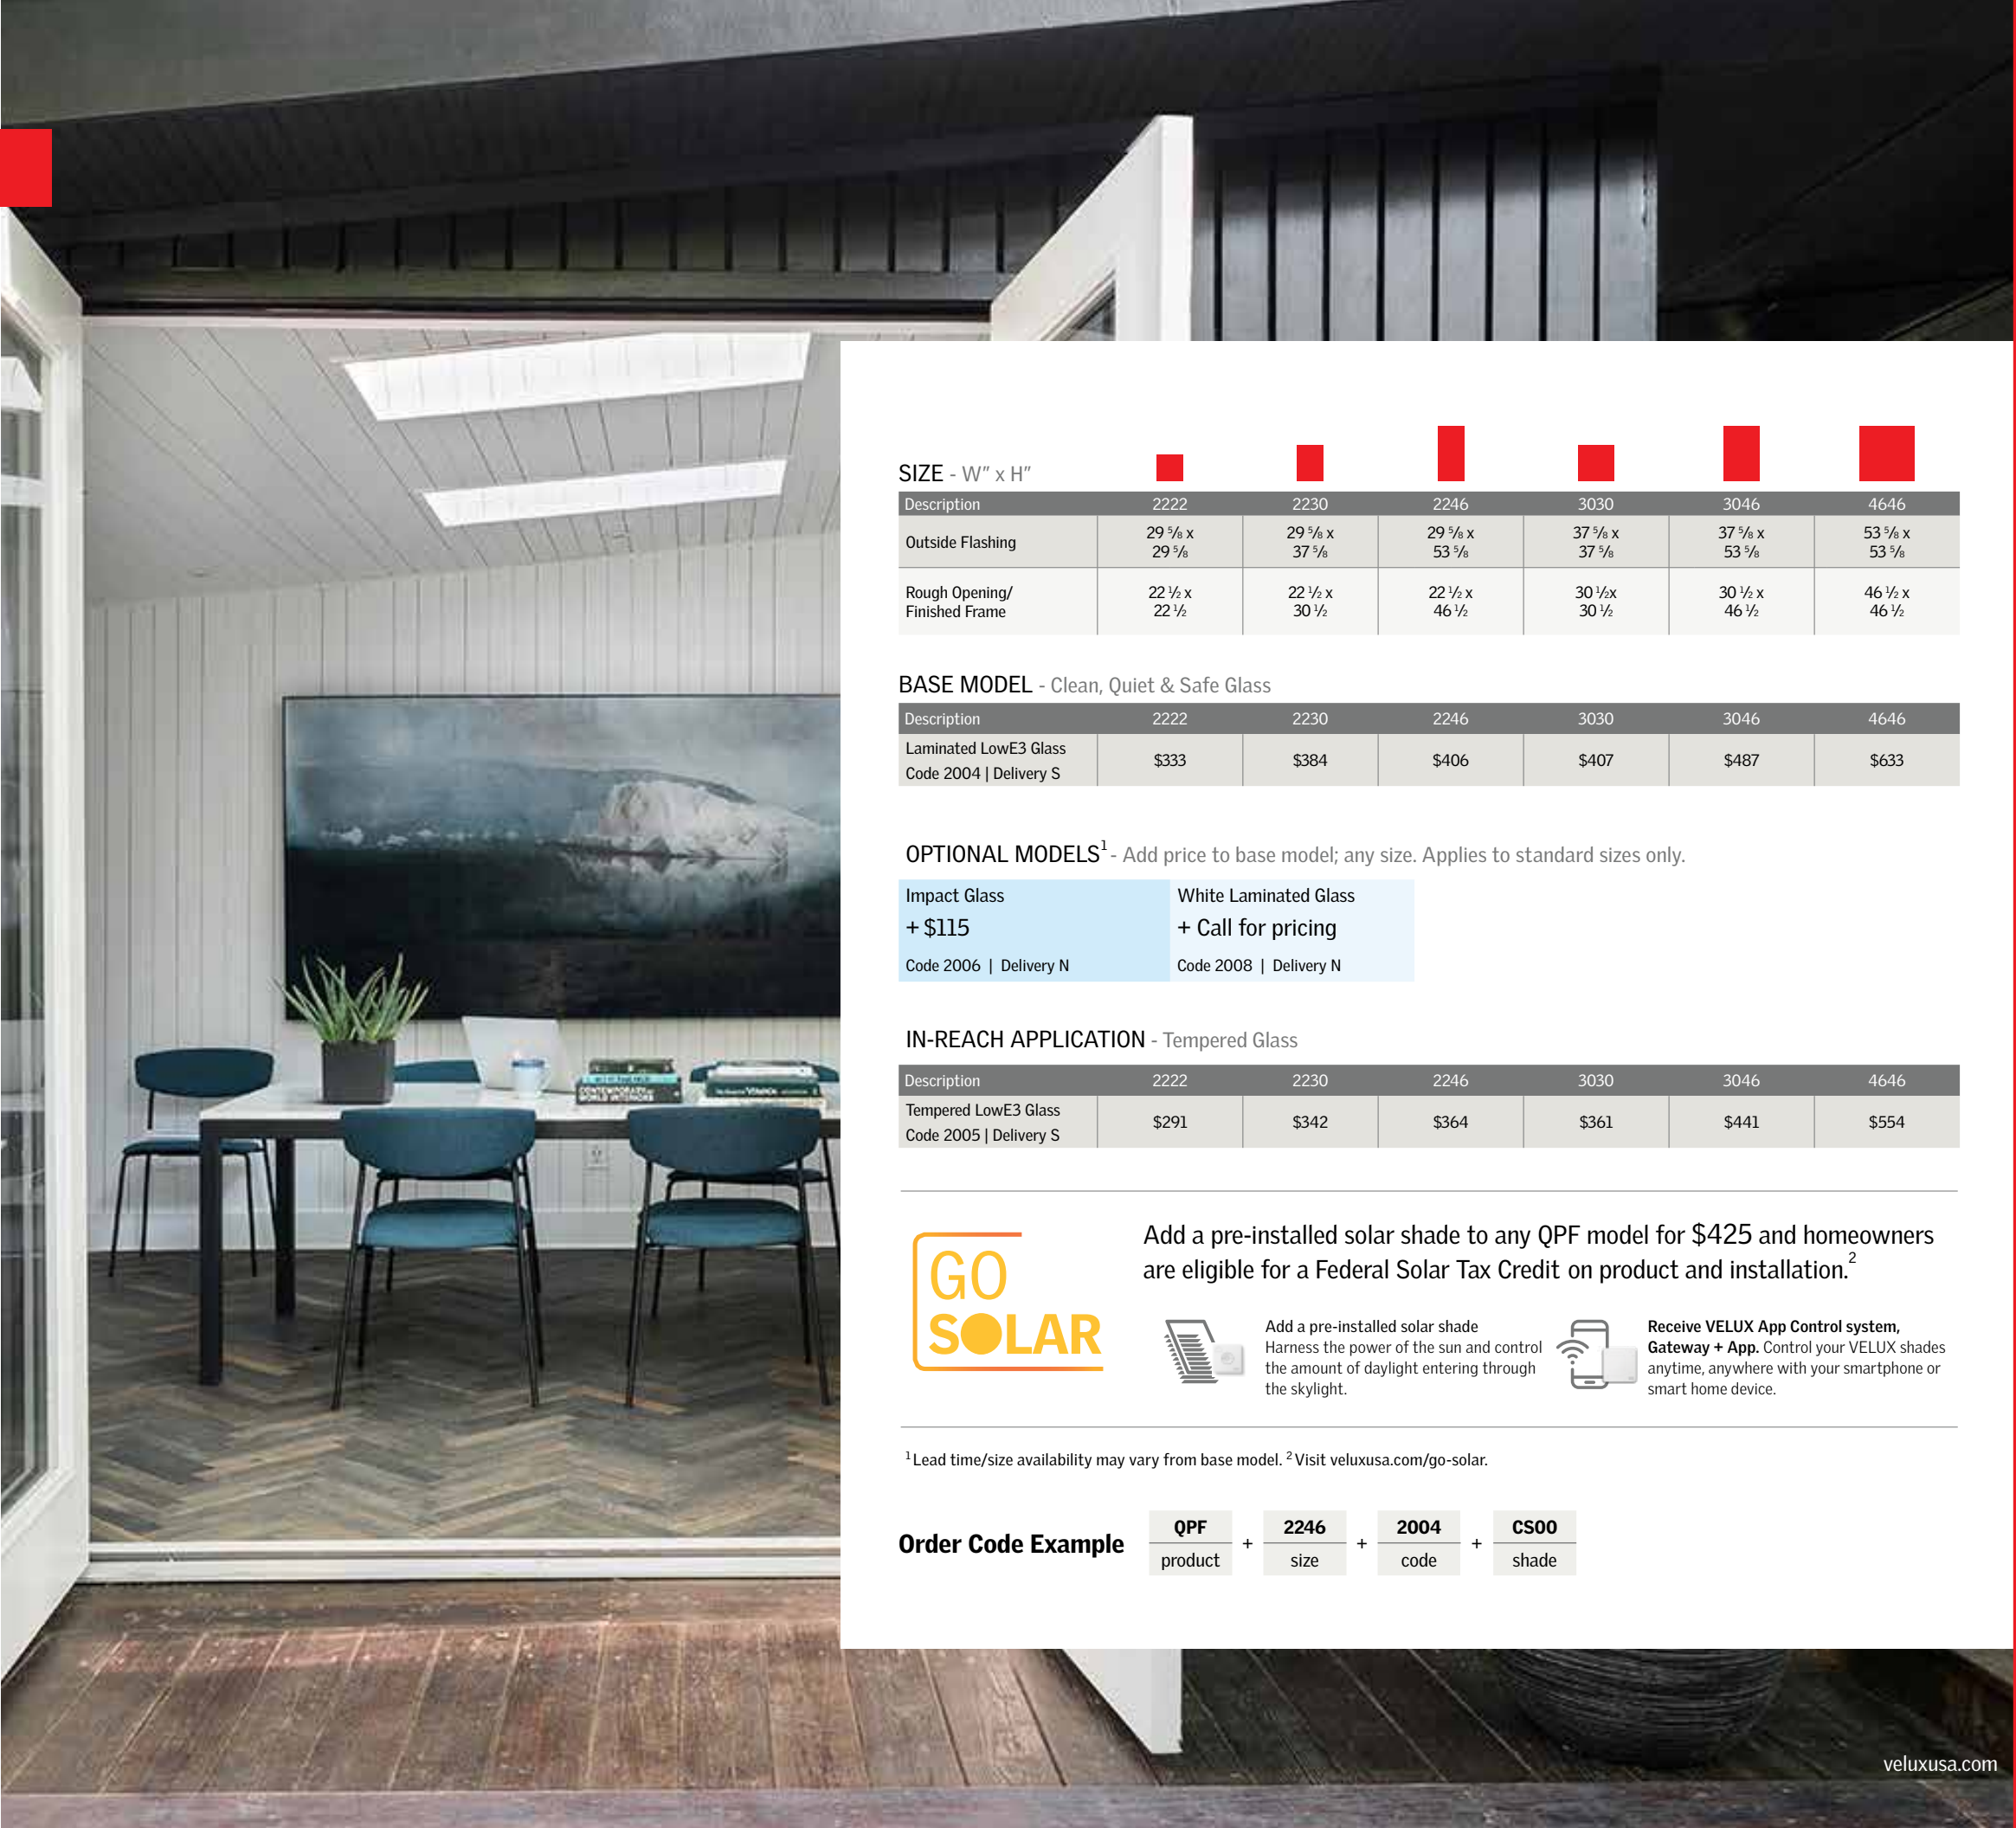 SIZE - W” x H”
Description 2222 2230 2246 3030 3046 4646
Outside Flashing 29 ⅝ x 29 ⅝ 29 ⅝ x 37 ⅝ 29 ⅝ x 53 ⅝ 37 ⅝ x 37 ⅝ 37 ⅝ x 53 ⅝ 53 ⅝ x 53 ⅝
Rough Opening/ Finished Frame 22 ½ x 22 ½ 22 ½ x 30 ½ 22 ½ x 46 ½ 30 ½x 30 ½ 30 ½ x 46 ½ 46 ½ x 46 ½
BASE MODEL - Clean, Quiet & Safe Glass
Description 2222 2230 2246 3030 3046 4646
Laminated LowE3 Glass
Code 2004 | Delivery S $333 $384 $406 $407 $487 $633
OPTIONAL MODELS¹ - Add price to base model; any size. Applies to standard sizes only.
Impact Glass
+ $115
Code 2006 | Delivery N
White Laminated Glass
+ Call for pricing
Code 2008 | Delivery N
IN-REACH APPLICATION - Tempered Glass
Description 2222 2230 2246 3030 3046 4646
Tempered LowE3 Glass
Code 2005 | Delivery S $291 $342 $364 $361 $441 $554
GO
SOLAR
Add a pre-installed solar shade to any QPF model for $425 and homeowners
are eligible for a Federal Solar Tax Credit on product and installation.²
Add a pre-installed solar shade
Harness the power of the sun and control
the amount of daylight entering through
the skylight.
Receive VELUX App Control system,
Gateway + App. Control your VELUX shades
anytime, anywhere with your smartphone or
smart home device.
¹ Lead time/size availability may vary from base model. ² Visit veluxusa.com/go-solar.
Order Code Example
QPF + 2246 + 2004 + CS00
product size code shade
veluxusa.com
CONTEMPORARY
WORLD INTERIORS